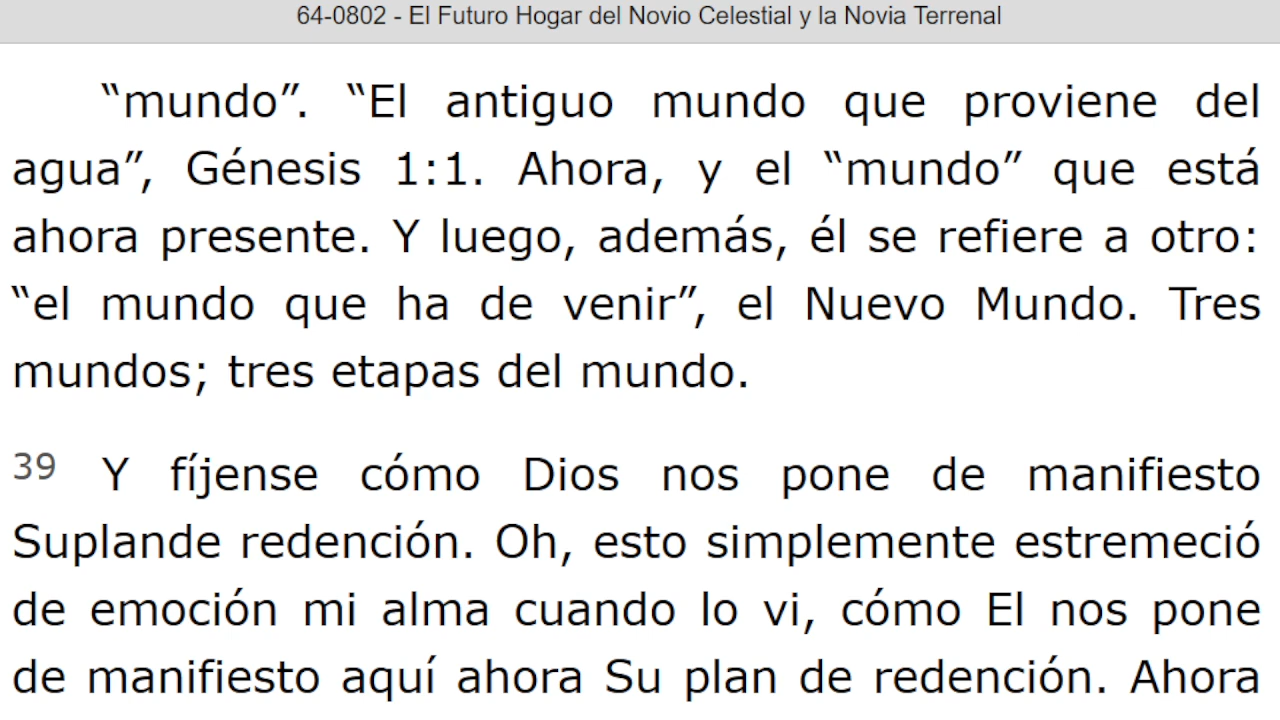 64-0802 - El Futuro Hogar del Novio Celestial y la Novia Terrenal
“mundo”. “El antiguo mundo que proviene del
agua”, Génesis 1:1. Ahora, y el “mundo” que está
ahora presente. Y luego, además, él se refiere a otro:
“el mundo que ha de venir”, el Nuevo Mundo. Tres
mundos; tres etapas del mundo.
39 Y fíjense cómo Dios nos pone de manifiesto
Suplande redención. Oh, esto simplemente estremeció
de emoción mi alma cuando lo vi, cómo El nos pone
de manifiesto aquí ahora Su plan de redención. Ahora